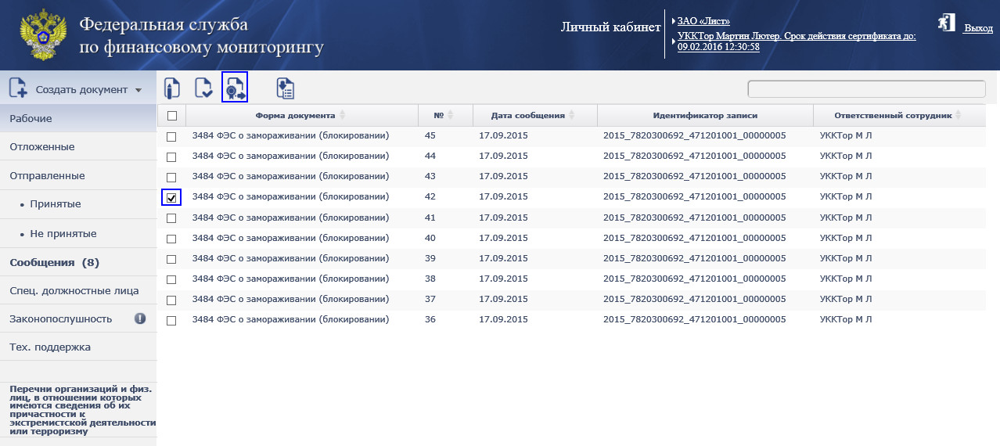 Федеральная служба
по финансовому мониторингу
Личный кабинет
ЗАО «Лист»
УККТор Мартин Лютер. Срок действия сертификата до:
09.02.2016 12:30:58
Выход
Создать документ
Рабочие
Отложенные
Отправленные
Принятые
Не принятые
Сообщения (8)
Спец. должностные лица
Законопослушность
Тех. поддержка
Перечни организаций и физ.
лиц, в отношении которых
имеются сведения об их
причастности к
экстремистской деятельности
или терроризму
Форма документа № Дата сообщения Идентификатор записи Ответственный сотрудник
3484 ФЭС о замораживании (блокировании) 45 17.09.2015 2015_7820300692_471201001_00000005 УККТор М Л
3484 ФЭС о замораживании (блокировании) 44 17.09.2015 2015_7820300692_471201001_00000005 УККТор М Л
3484 ФЭС о замораживании (блокировании) 43 17.09.2015 2015_7820300692_471201001_00000005 УККТор М Л
3484 ФЭС о замораживании (блокировании) 42 17.09.2015 2015_7820300692_471201001_00000005 УККТор М Л
3484 ФЭС о замораживании (блокировании) 41 17.09.2015 2015_7820300692_471201001_00000005 УККТор М Л
3484 ФЭС о замораживании (блокировании) 40 17.09.2015 2015_7820300692_471201001_00000005 УККТор М Л
3484 ФЭС о замораживании (блокировании) 39 17.09.2015 2015_7820300692_471201001_00000005 УККТор М Л
3484 ФЭС о замораживании (блокировании) 38 17.09.2015 2015_7820300692_471201001_00000005 УККТор М Л
3484 ФЭС о замораживании (блокировании) 37 17.09.2015 2015_7820300692_471201001_00000005 УККТор М Л
3484 ФЭС о замораживании (блокировании) 36 17.09.2015 2015_7820300692_471201001_00000005 УККТор М Л